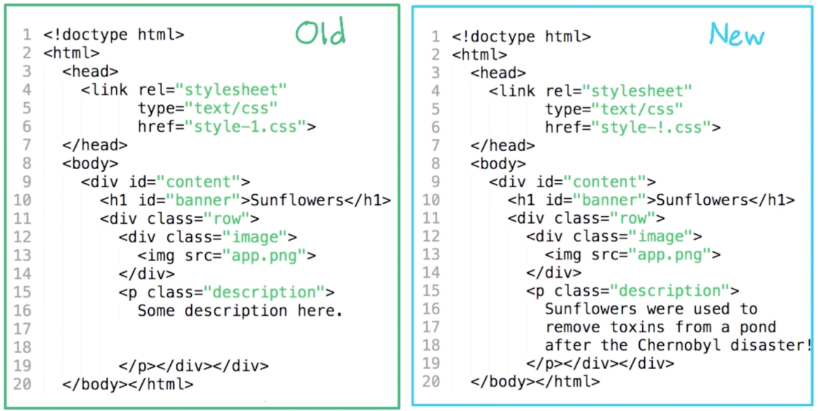 Old
1 <!doctype html>
2 <html>
3   <head>
4     <link rel="stylesheet"
5           type="text/css"
6           href="style-1.css">
7   </head>
8   <body>
9     <div id="content">
10       <h1 id="banner">Sunflowers</h1>
11       <div class="row">
12         <div class="image">
13           <img src="app.png">
14         </div>
15         <p class="description">
16           Some description here.
17
18
19         </p></div></div>
20   </body></html>
New
1 <!doctype html>
2 <html>
3   <head>
4     <link rel="stylesheet"
5           type="text/css"
6           href="style-!.css">
7   </head>
8   <body>
9     <div id="content">
10       <h1 id="banner">Sunflowers</h1>
11       <div class="row">
12         <div class="image">
13           <img src="app.png">
14         </div>
15         <p class="description">
16           Sunflowers were used to
17           remove toxins from a pond
18           after the Chernobyl disaster!
19         </p></div></div>
20   </body></html>